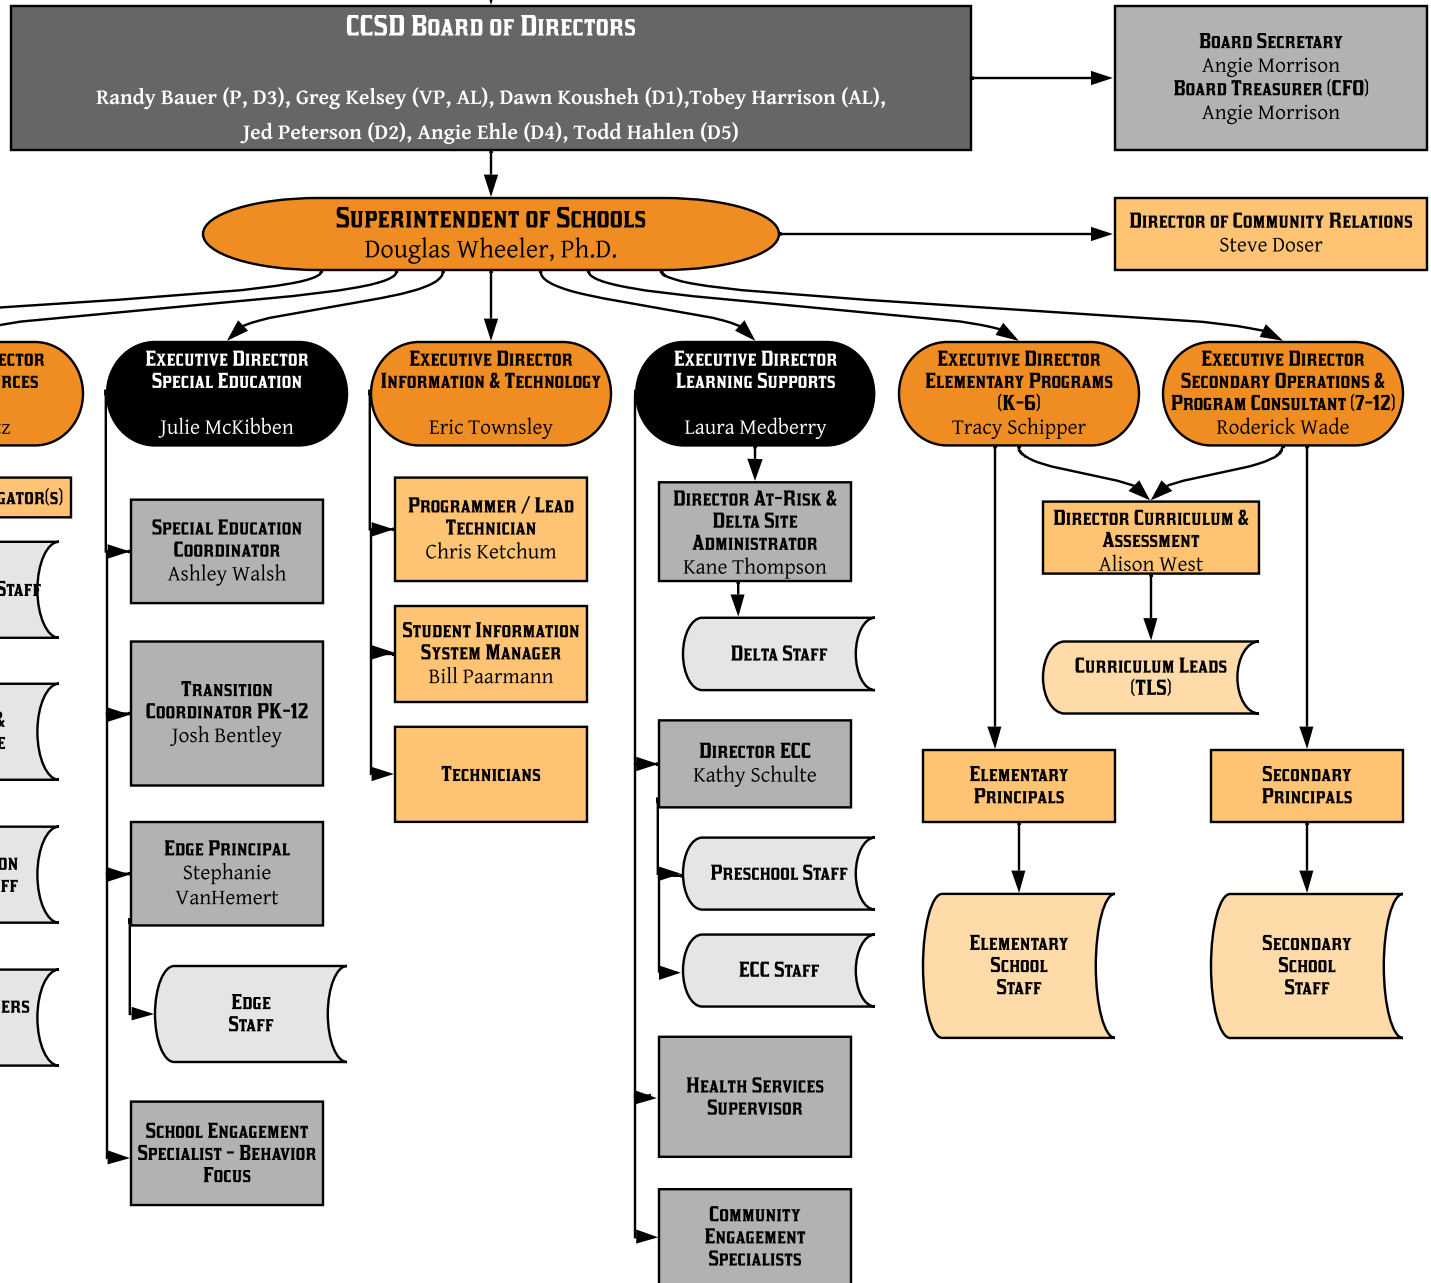 CCSD Board of Directors
Randy Bauer (P, D3), Greg Kelsey (VP, AL), Dawn Kousheh (D1),Tobey Harrison (AL),
Jed Peterson (D2), Angie Ehle (D4), Todd Hahlen (D5)
Board Secretary
Angie Morrison
Board Treasurer (CFO)
Angie Morrison
Superintendent of Schools
Douglas Wheeler, Ph.D.
Director of Community Relations
Steve Doser
Executive Director
Special Education
Julie McKibben
Special Education
Coordinator
Ashley Walsh
Transition
Coordinator PK-12
Josh Bentley
Edge Principal
Stephanie
VanHemert
Edge
Staff
School Engagement
Specialist - Behavior
Focus
Executive Director
Information & Technology
Eric Townsley
Programmer / Lead
Technician
Chris Ketchum
Student Information
System Manager
Bill Paarmann
Technicians
Executive Director
Learning Supports
Laura Medberry
Director At-Risk &
Delta Site
Administrator
Kane Thompson
Delta Staff
Director ECC
Kathy Schulte
Preschool Staff
ECC Staff
Health Services
Supervisor
Community
Engagement
Specialists
Executive Director
Elementary Programs
(K-6)
Tracy Schipper
Executive Director
Secondary Operations &
Program Consultant (7-12)
Roderick Wade
Director Curriculum &
Assessment
Alison West
Curriculum Leads
(TLS)
Elementary
Principals
Elementary
School
Staff
Secondary
Principals
Secondary
School
Staff
Staff
&